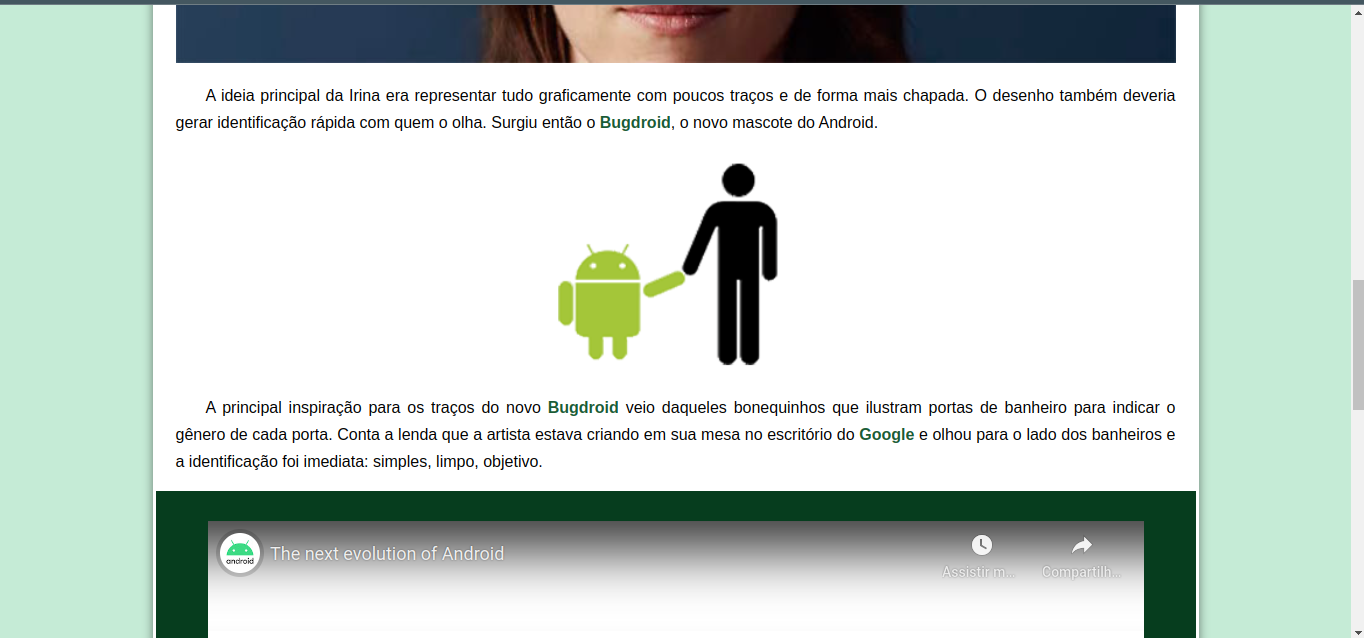 A ideia principal da Irina era representar tudo graficamente com poucos traços e de forma mais chapada. O desenho também deveria
gerar identificação rápida com quem o olha. Surgiu então o Bugdroid, o novo mascote do Android.
A principal inspiração para os traços do novo Bugdroid veio daqueles bonequinhos que ilustram portas de banheiro para indicar o
gênero de cada porta. Conta a lenda que a artista estava criando em sua mesa no escritório do Google e olhou para o lado dos banheiros e
a identificação foi imediata: simples, limpo, objetivo.
android
The next evolution of Android
Assistir m...
Compartilh...